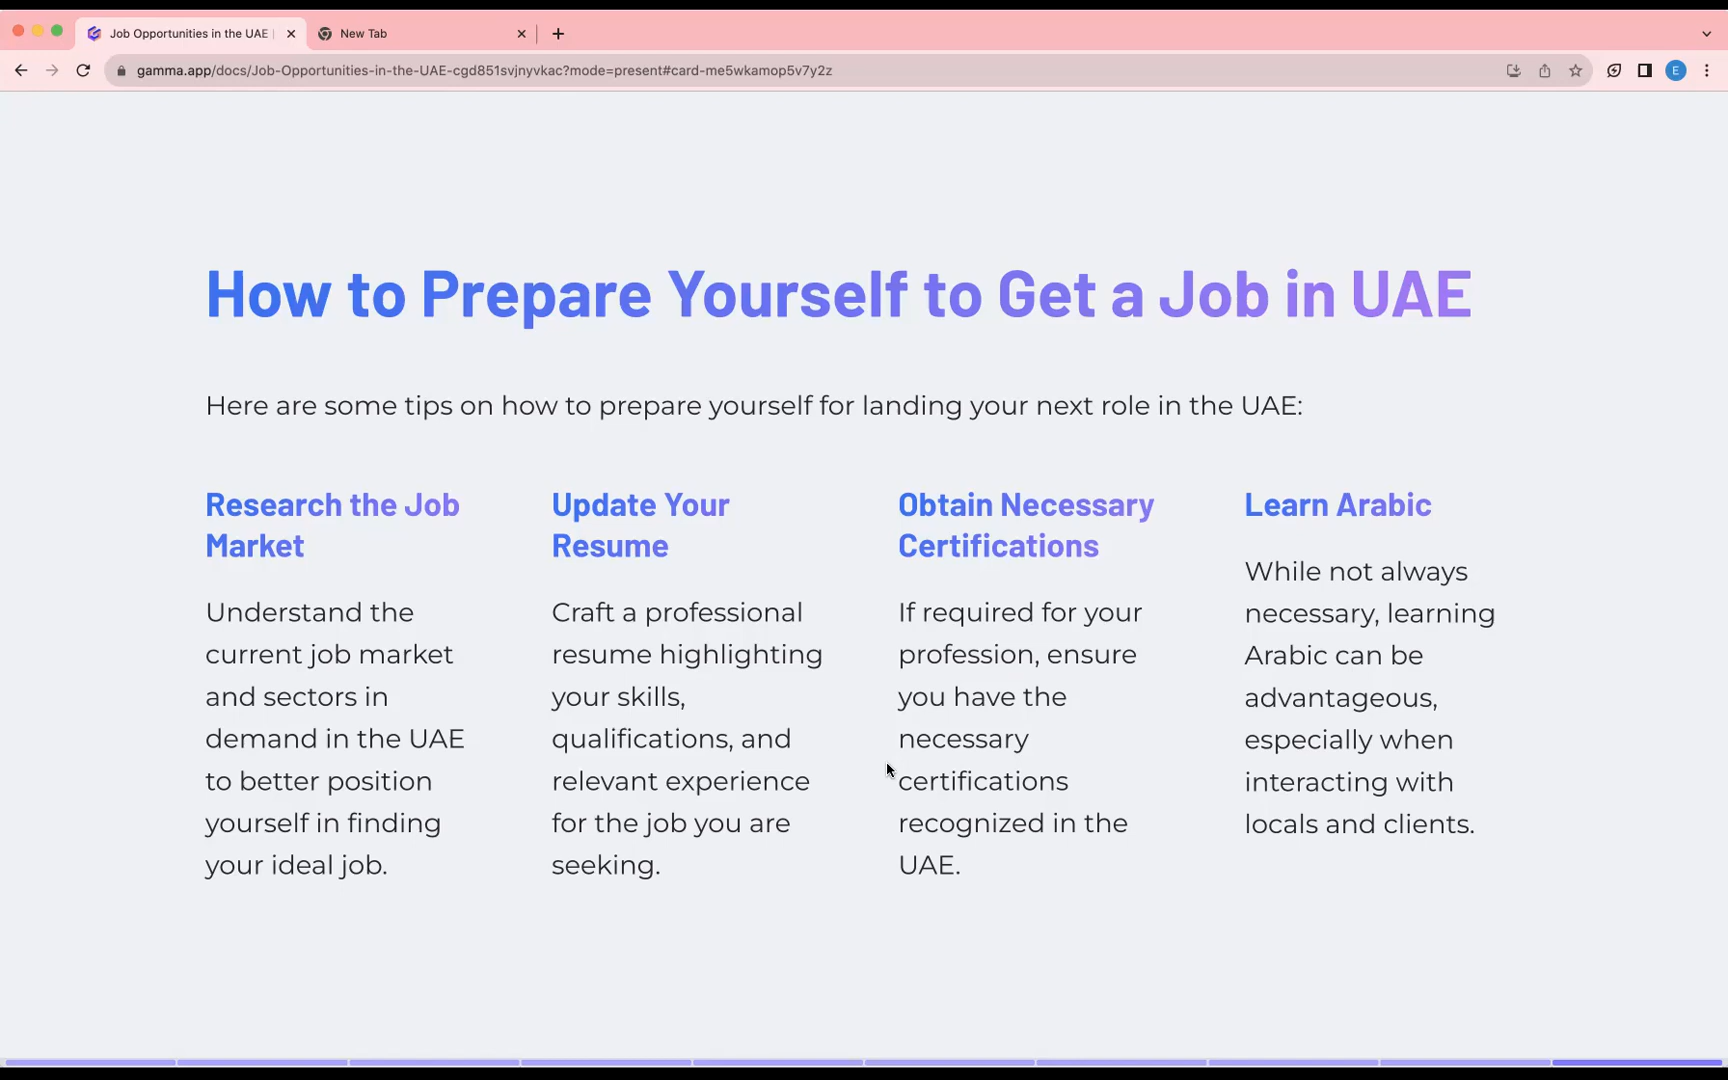 Job Opportunities in the UAE |
New Tab
gamma.app/docs/Job-Opportunities-in-the-UAE-cgd851svjnyvkac?mode=present#card-me5wkamop5v7y2z
E
How to Prepare Yourself to Get a Job in UAE
Here are some tips on how to prepare yourself for landing your next role in the UAE:
Research the Job
Market
Understand the
current job market
and sectors in
demand in the UAE
to better position
yourself in finding
your ideal job.
Update Your
Resume
Craft a professional
resume highlighting
your skills,
qualifications, and
relevant experience
for the job you are
seeking.
Obtain Necessary
Certifications
If required for your
profession, ensure
you have the
necessary
certifications
recognized in the
UAE.
Learn Arabic
While not always
necessary, learning
Arabic can be
advantageous,
especially when
interacting with
locals and clients.